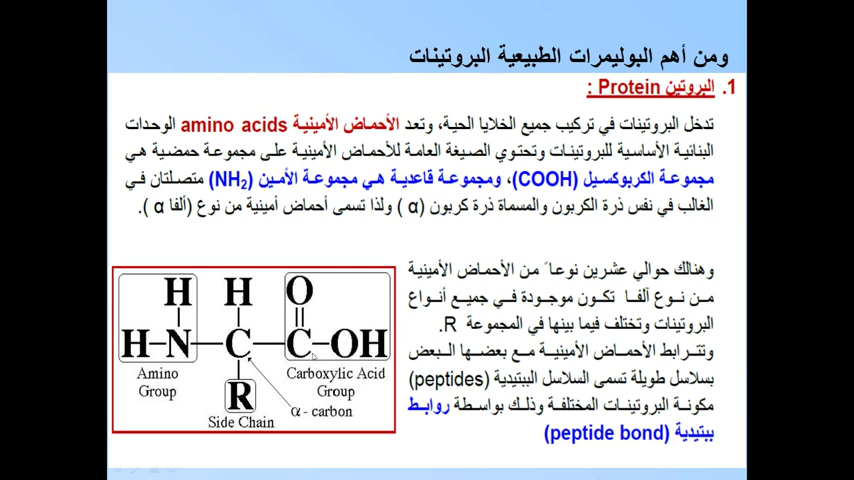 ومن أهم البوليمرات الطبيعية البروتينات
1. البروتين Protein :
تدخل البروتينات في تركيب جميع الخلايا الحية، وتعد الأحماض الأمينية amino acids الوحدات
البنائية الأساسية للبروتينات وتحتوي الصيغة العامة للأحماض الأمينية على مجموعة حمضية هي
مجموعة الكربوكسيل (COOH)، ومجموعة قاعدية هي مجموعة الأمين (NH₂) متصلتان في
الغالب في نفس ذرة الكربون والمسماة ذرة كربون (α ) ولذا تسمى أحماض أمينية من نوع (ألفا α ).
وهنالك حوالي عشرين نوعاً من الأحماض الأمينية
من نوع ألفا تكون موجودة في جميع أنواع
البروتينات وتختلف فيما بينها في المجموعة R.
وتترابط الأحماض الأمينية مع بعضها البعض
بسلاسل طويلة تسمى السلاسل الببتيدية (peptides)
مكونة البروتينات المختلفة وذلك بواسطة روابط
ببتيدية (peptide bond)
H H O
H-N-C-C-OH
Amino
Group
R
Side Chain
α - carbon
Carboxylic Acid
Group